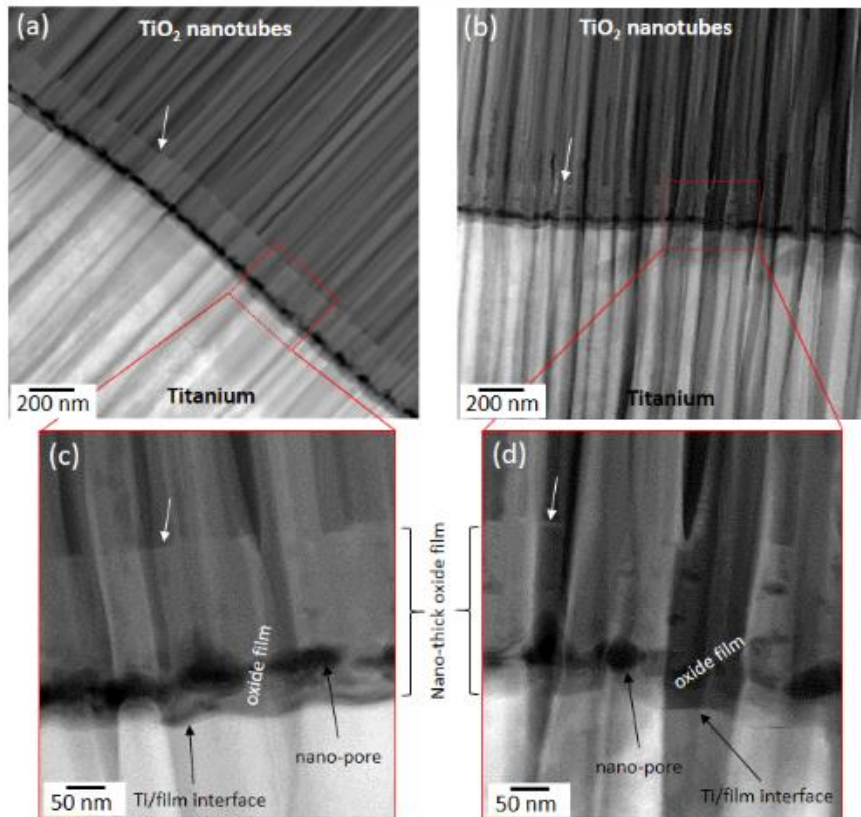 (a)
TiO₂ nanotubes
200 nm
Titanium
(b)
TiO₂ nanotubes
200 nm
Titanium
(c)
oxide film
nano-pore
Ti/film interface
50 nm
Nano-thick oxide film
(d)
oxide film
nano-pore
Ti/film interface
50 nm